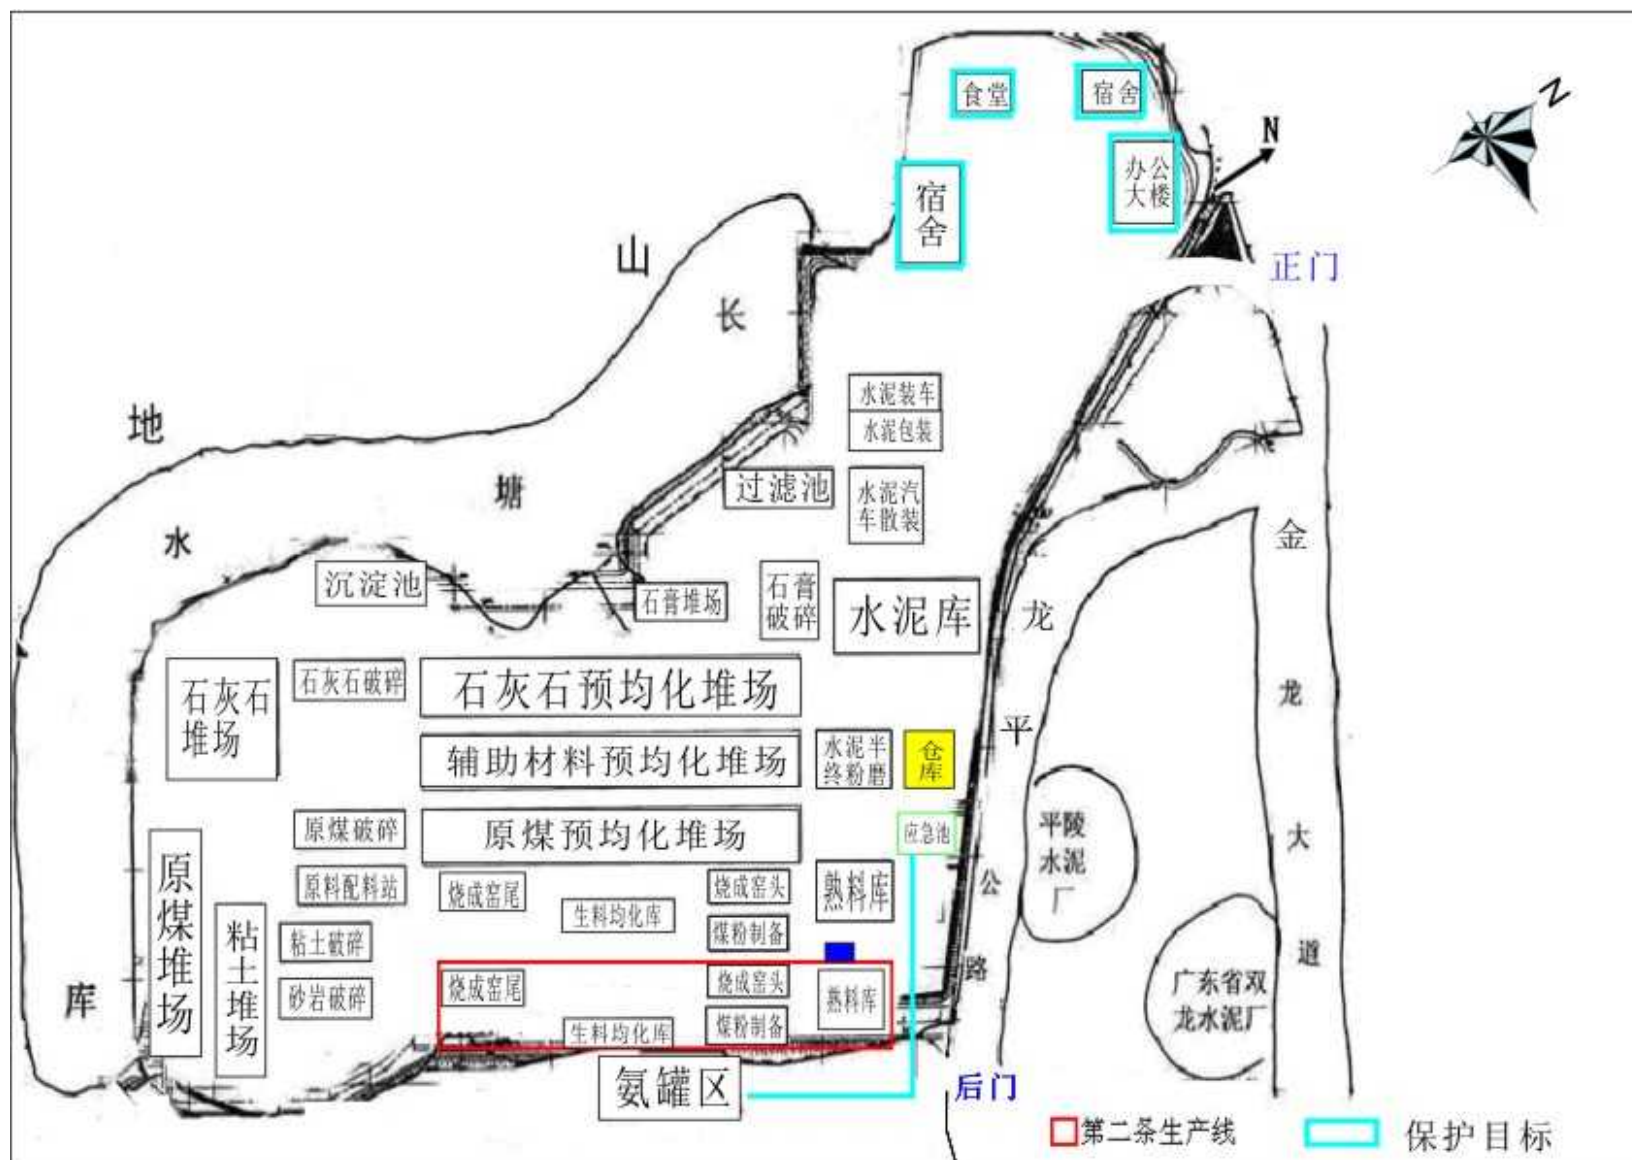 食堂
宿舍
Z
N
办公
大楼
宿
舍
山
正门
长
地
水泥装车
水泥包装
塘
过滤池
水泥汽
车散装
水
金
沉淀池
石膏堆场
石膏
破碎
水泥库
龙
石灰石
堆场
石灰石破碎
石灰石预均化堆场
龙
平
辅助材料预均化堆场
水泥半
终粉磨
仓
库
原煤破碎
原煤预均化堆场
应急池
平陵
水泥
厂
大
原煤堆场
原料配料站
烧成窑尾
烧成窑头
熟料库
公
生料均化库
粘土堆场
粘土破碎
煤粉制备
道
库
砂岩破碎
烧成窑尾
烧成窑头
熟料库
路
广东省双
龙水泥厂
生料均化库
煤粉制备
氨罐区
后门
第二条生产线
保护目标